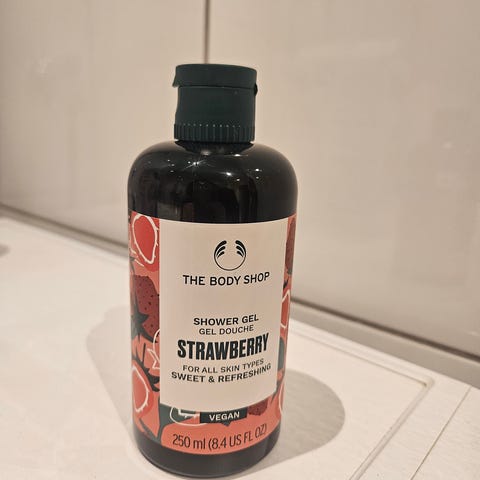 THE BODY SHOP
SHOWER GEL
GEL DOUCHE
STRAWBERRY
FOR ALL SKIN TYPES
SWEET & REFRESHING
VEGAN
250 ml (8.4 US FL OZ)